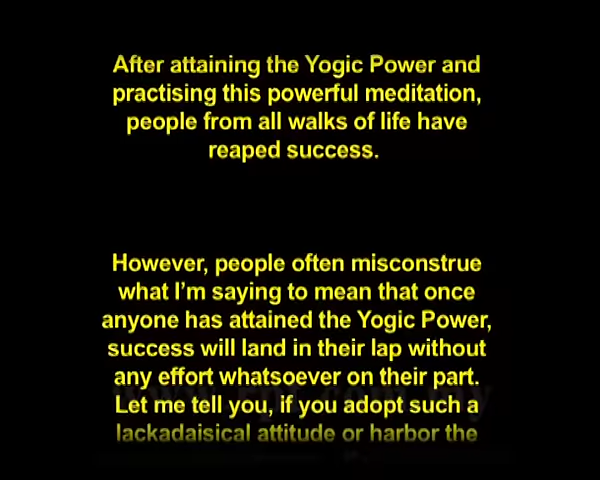 After attaining the Yogic Power and
practising this powerful meditation,
people from all walks of life have
reaped success.
However, people often misconstrue
what I'm saying to mean that once
anyone has attained the Yogic Power,
success will land in their lap without
any effort whatsoever on their part.
Let me tell you, if you adopt such a
lackadaisical attitude or harbor the